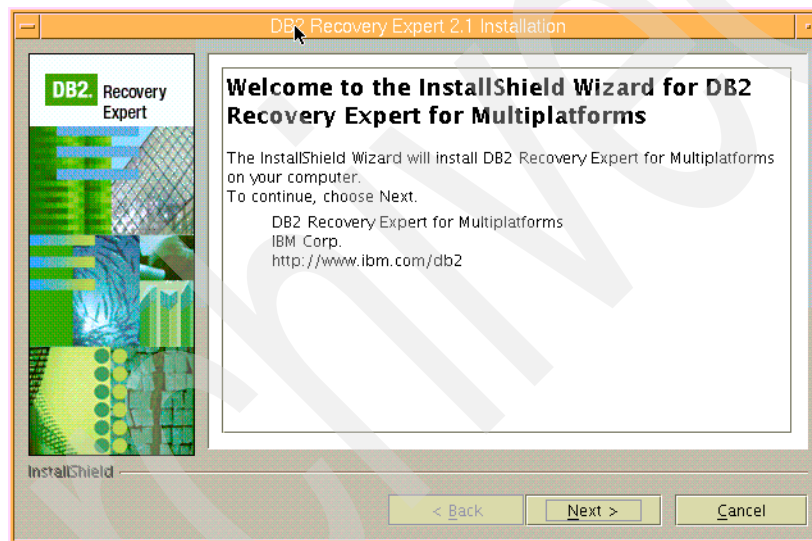 DB2 Recovery Expert 2.1 Installation
DB2. Recovery
Expert
Welcome to the InstallShield Wizard for DB2
Recovery Expert for Multiplatforms
The InstallShield Wizard will install DB2 Recovery Expert for Multiplatforms
on your computer.
To continue, choose Next.
DB2 Recovery Expert for Multiplatforms
IBM Corp.
http://www.ibm.com/db2
InstallShield
< Back
Next >
Cancel